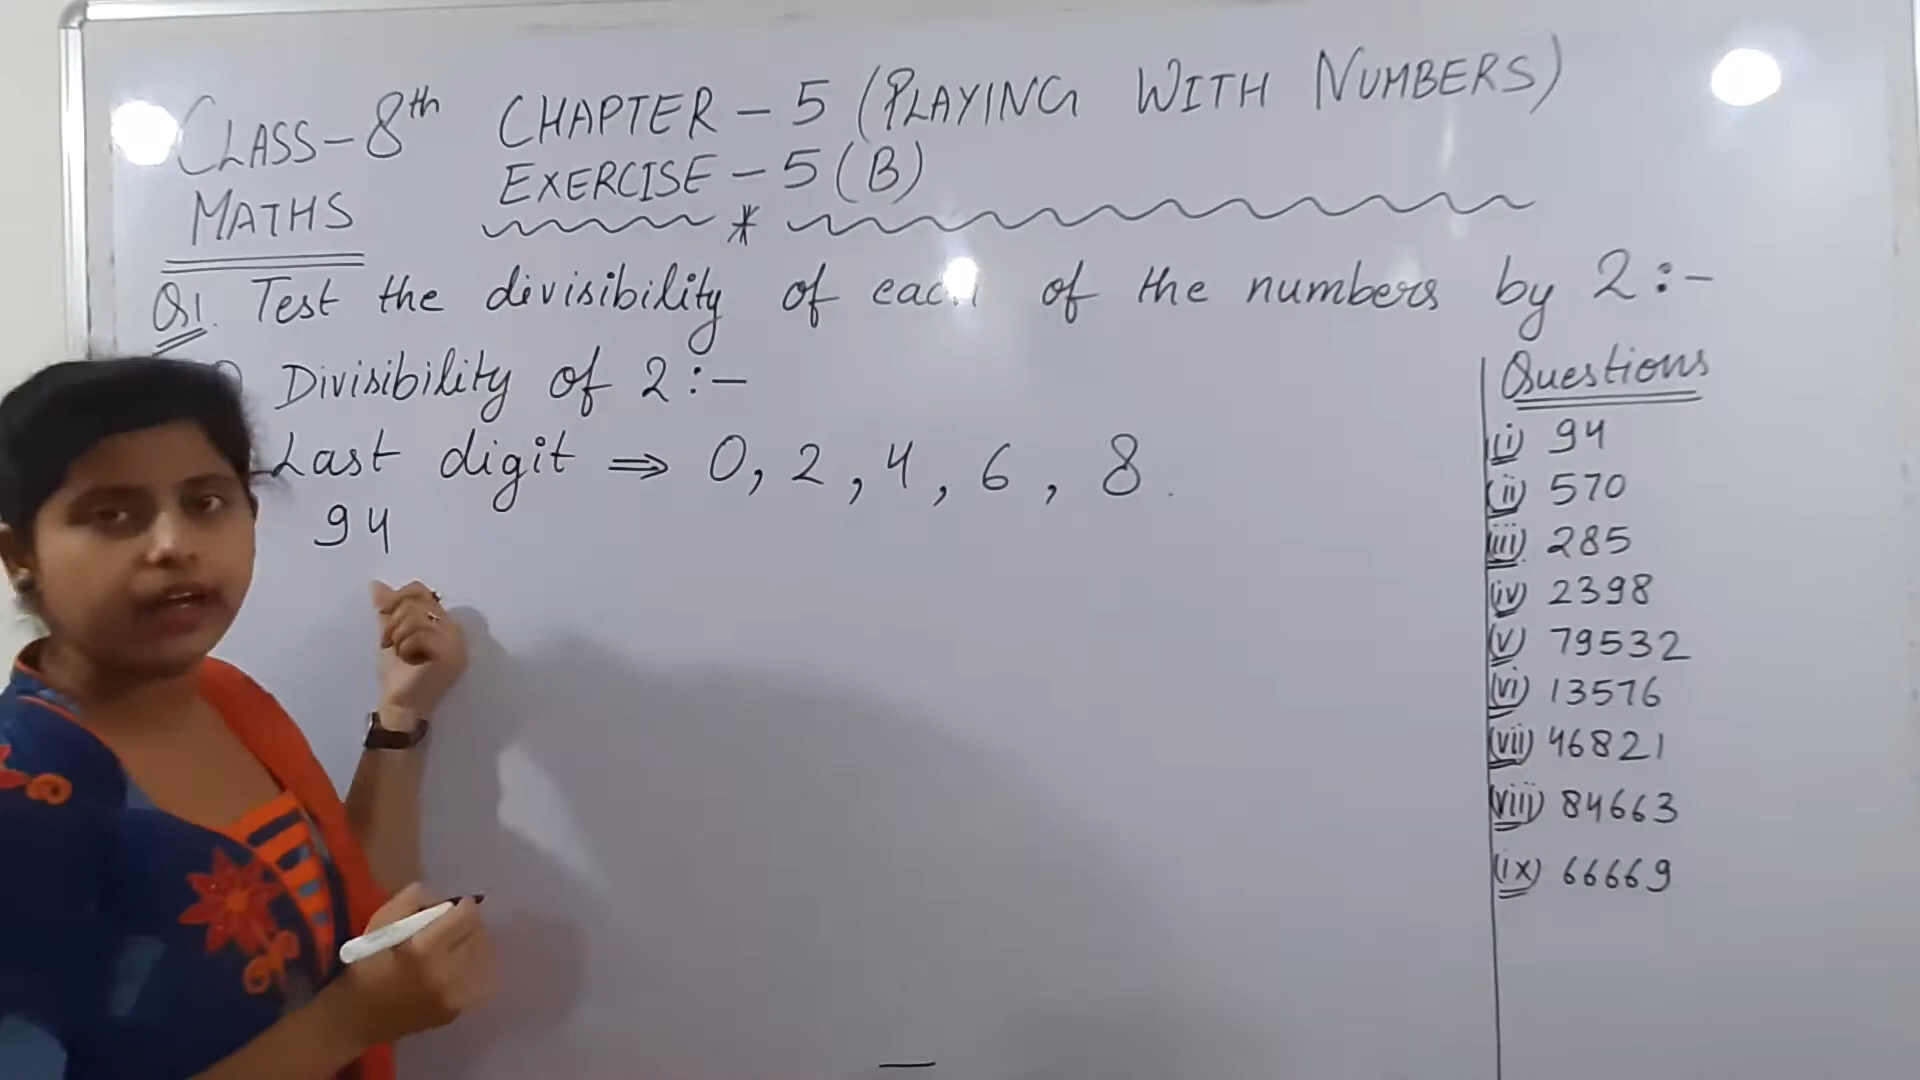 CLASS-8th CHAPTER - 5 (PLAYING WITH NUMBERS)
MATHS EXERCISE - 5(B)
Q1. Test the divisibility of each of the numbers by 2:-
Divisibility of 2:-
Last digit ⇒ 0, 2, 4, 6, 8.
94
Questions
(i) 94
(ii) 570
(iii) 285
(iv) 2398
(v) 79532
(vi) 13576
(vii) 46821
(viii) 84663
(ix) 66669